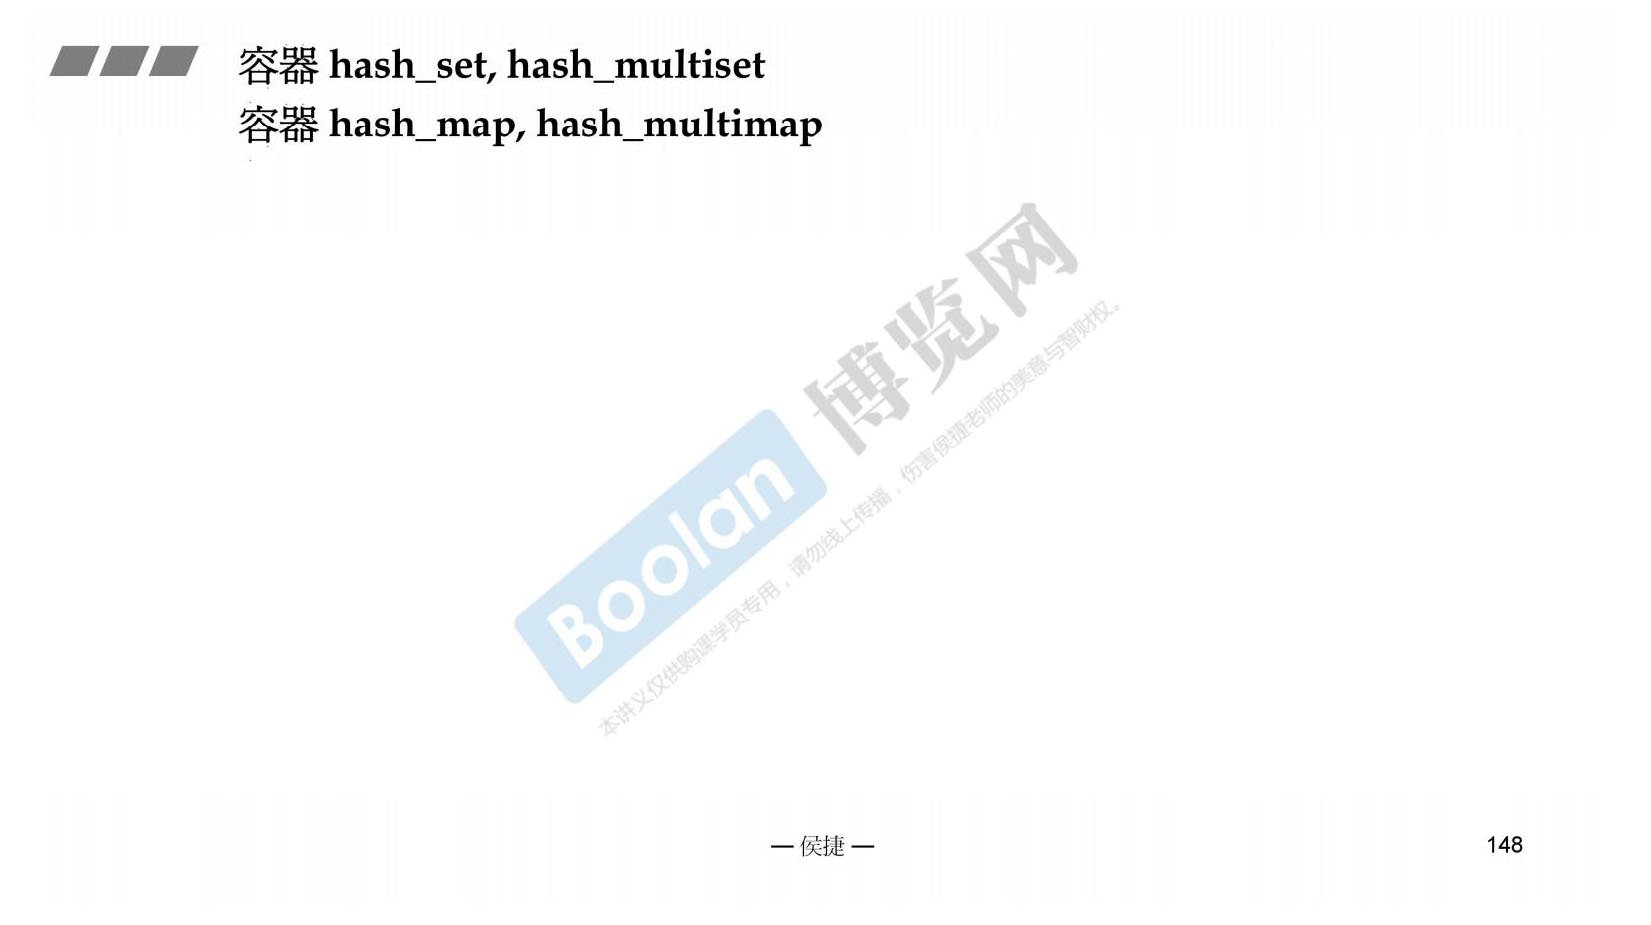 容器 hash_set, hash_multiset
容器 hash_map, hash_multimap
Boolan 博览网
本讲义仅供购课学员专用，请勿线上传播，伤害侯捷老师的美意与智财权。
— 侯捷 —
148